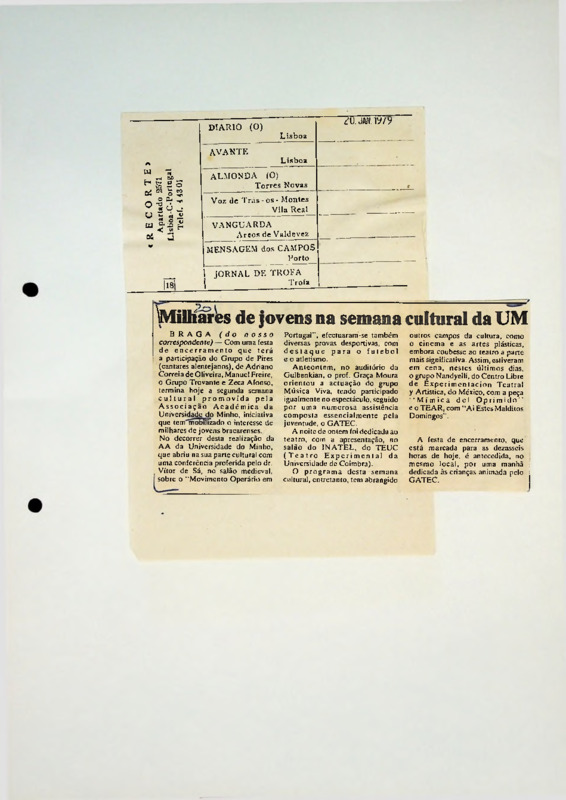 20. JAN. 1979
«RECORTE»
Apartado 2571
Lisboa-C-Portugal
Telef. 4 43 01
18
DIARIO (O)
Lisboa
AVANTE
Lisboa
ALMONDA (O)
Torres Novas
Voz de Tras-os-Montes
Vila Real
VANGUARDA
Arcos de Valdevez
MENSAGEM dos CAMPOS
Porto
JORNAL DE TROFA
Trofa
201
Milhares de jovens na semana cultural da UM
BRAGA (do nosso
correspondente) — Com uma festa
de encerramento que terá
a participação do Grupo de Pires
(cantares alentejanos), de Adriano
Correia de Oliveira, Manuel Freire,
o Grupo Trovante e Zeca Afonso,
termina hoje a segunda semana
cultural promovida pela
Associação Académica da
Universidade do Minho, iniciativa
que tem mobilizado o interesse de
milhares de jovens bracarenses.
No decorrer desta realização da
AA da Universidade do Minho,
que abriu na sua parte cultural com
uma conferência preferida pelo dr.
Vítor de Sá, no salão medieval,
sobre o "Movimento Operário em
Portugal", efectuaram-se também
diversas provas desportivas, com
destaque para o futebol
e o atletismo.
Anteontem, no auditório da
Gulbenkian, o prof. Graça Moura
orientou a actuação do grupo
Música Viva, tendo participado
igualmente no espectáculo, seguido
por uma numerosa assistência
composta essencialmente pela
juventude, o GATEC.
A noite de ontem foi dedicada ao
teatro, com a apresentação, no
salão do INATEL, do TEUC
(Teatro Experimental da
Universidade de Coimbra).
O programa desta semana
cultural, entretanto, tem abrangido
outros campos da cultura, como
o cinema e as artes plásticas,
embora coubesse ao teatro a parte
mais significativa. Assim, estiveram
em cena, nestes últimos dias,
o grupo Nandyelli, do Centro Libre
de Experimentacion Teatral
y Artistica, do México, com a peça
"Mimica del Oprimido"
e o TEAR, com "Ai Estes Malditos
Domingos".
A festa de encerramento, que
está marcada para as dezasseis
horas de hoje, é antecedida, no
mesmo local, por uma manhã
dedicada às crianças animada pelo
GATEC.